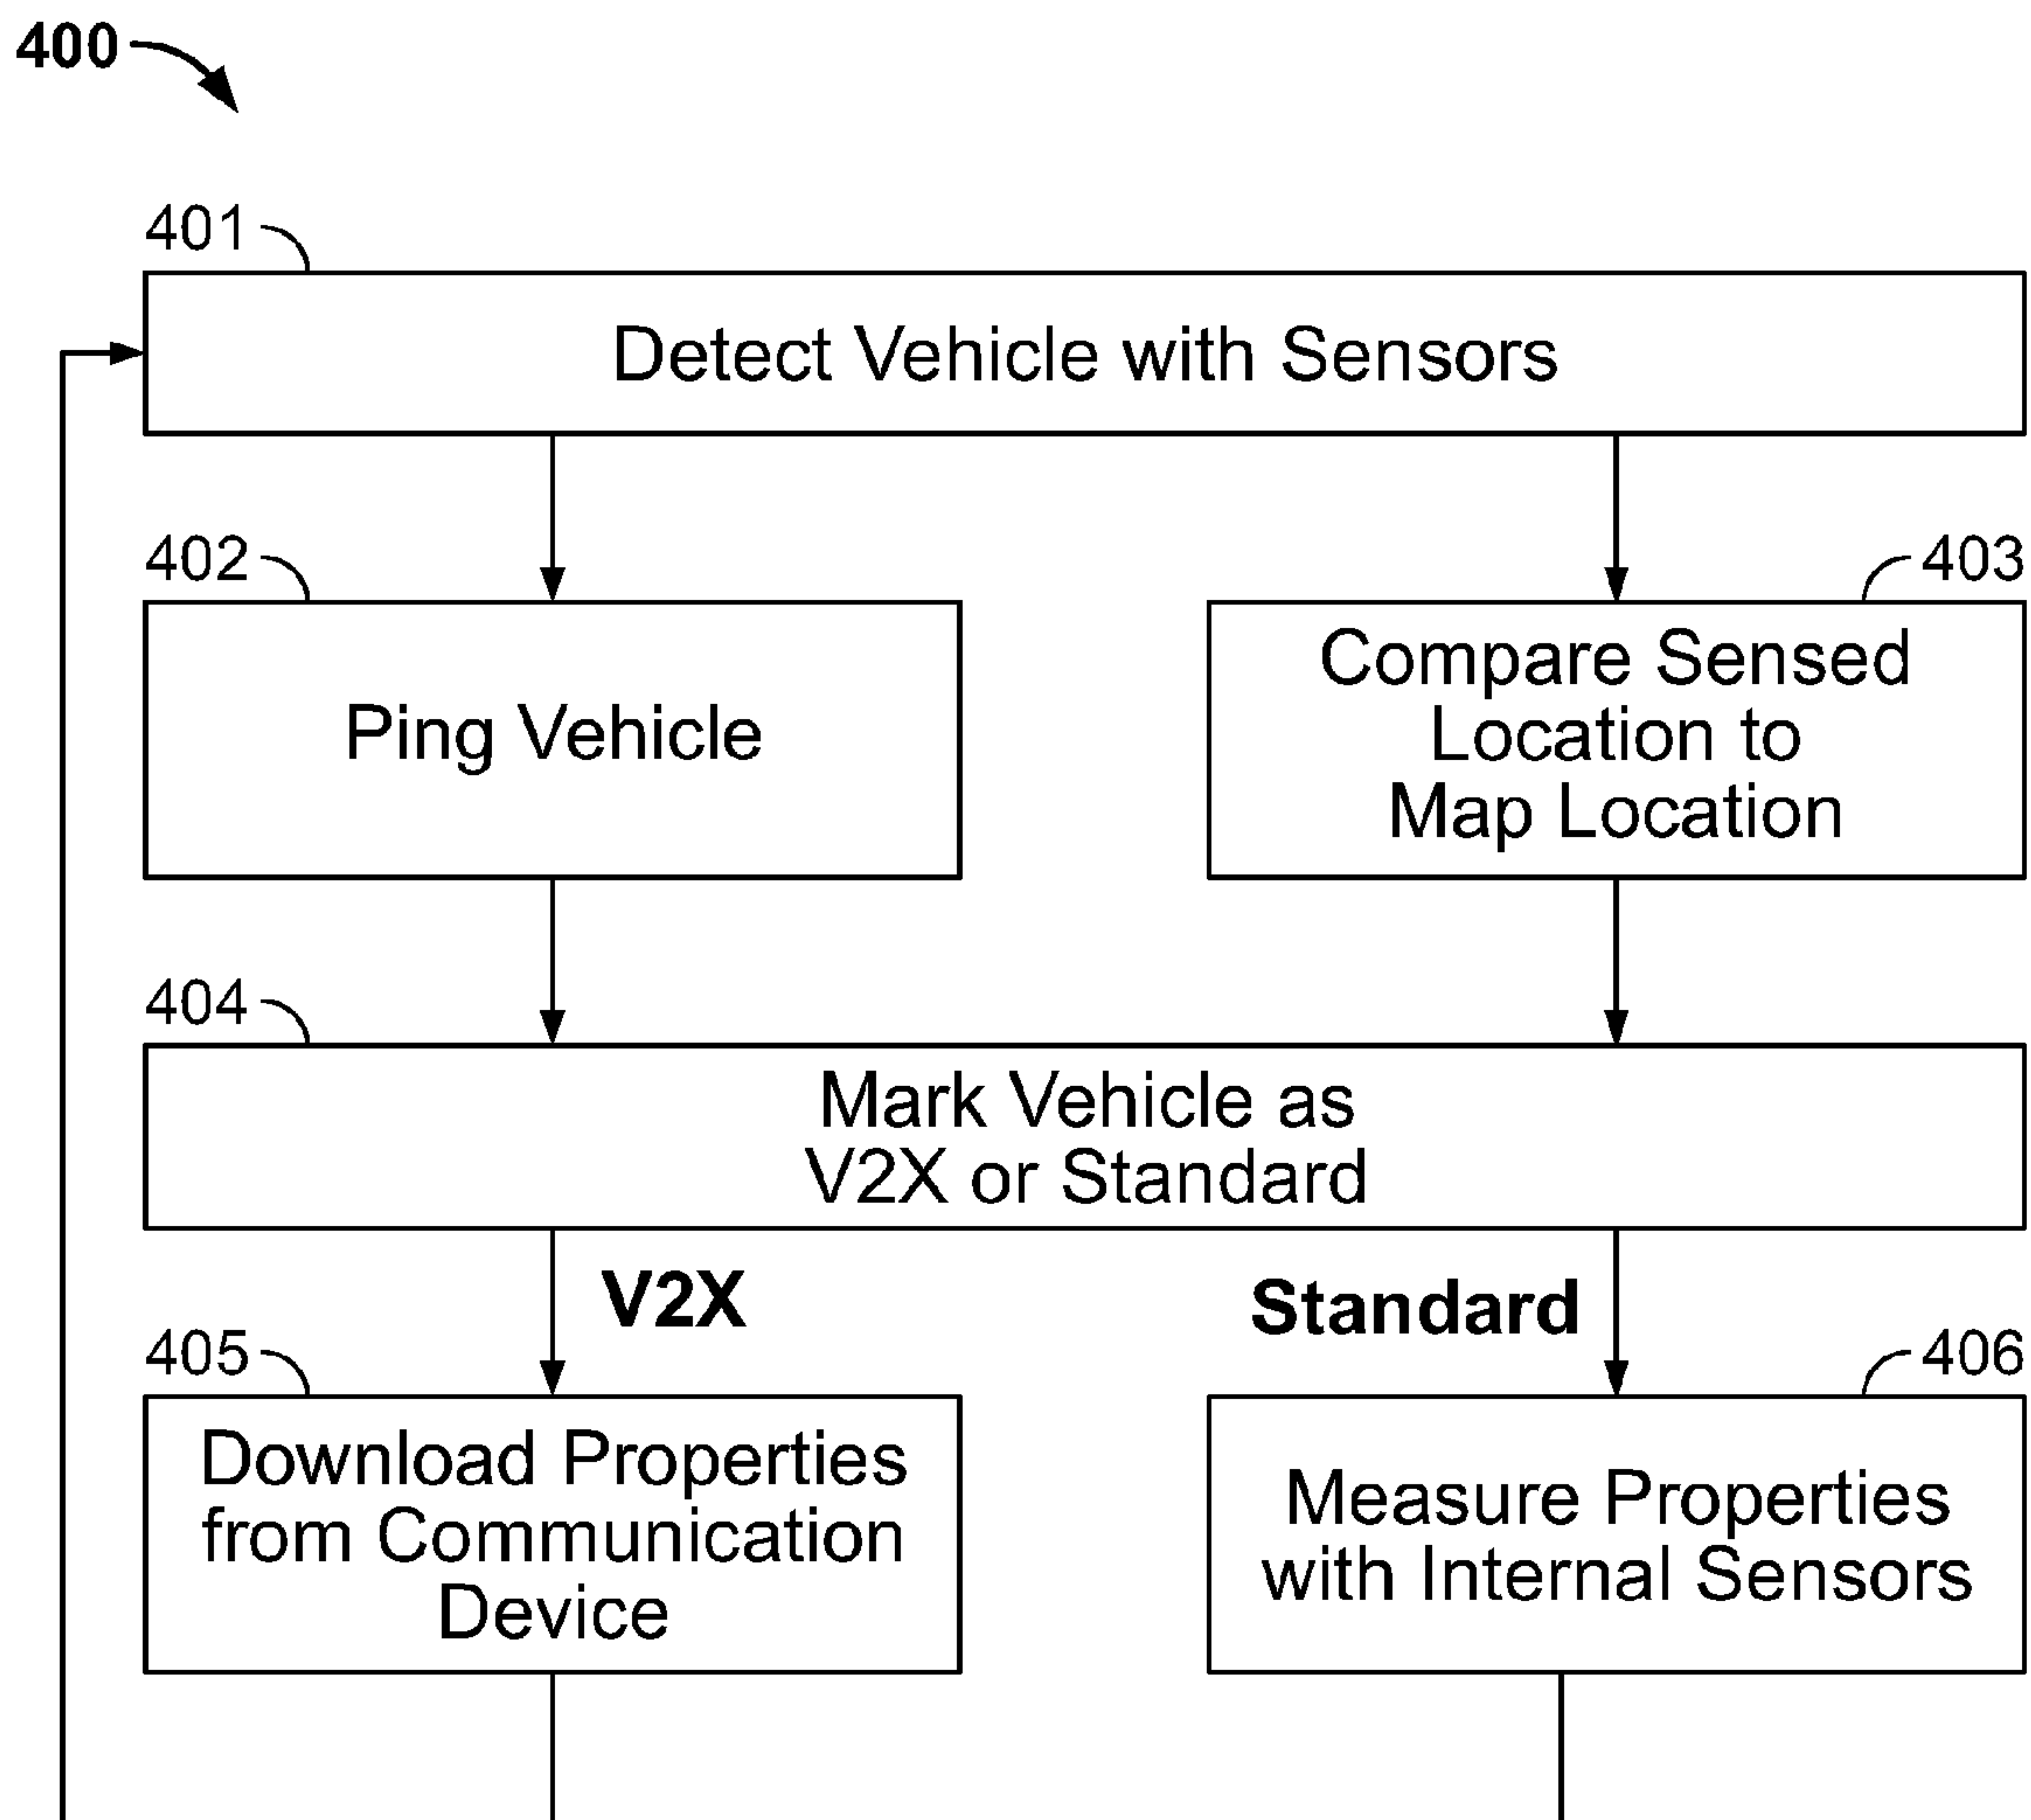 400
401
Detect Vehicle with Sensors
402
Ping Vehicle
403
Compare Sensed
Location to
Map Location
404
Mark Vehicle as
V2X or Standard
V2X
Standard
405
Download Properties
from Communication
Device
406
Measure Properties
with Internal Sensors